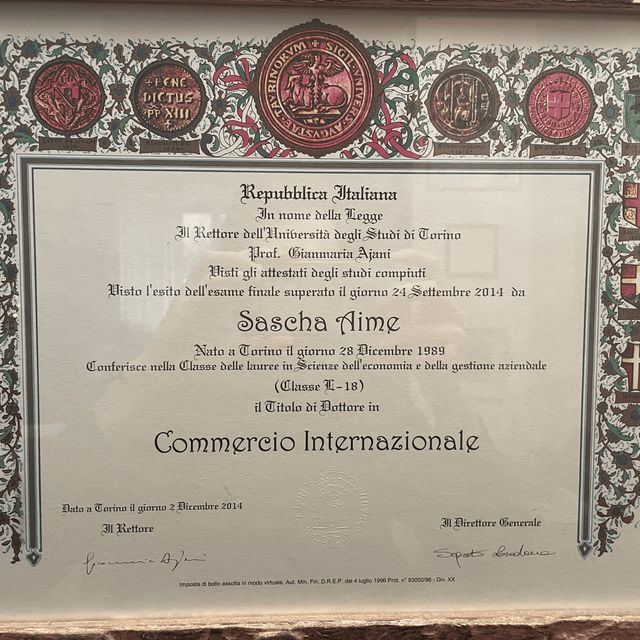 BENE
DICTUS
PP XIII
Repubblica Italiana
In nome della Legge
Il Rettore dell'Università degli Studi di Torino
Prof. Gianmaria Ajani
Visti gli attestati degli studi compiuti
Visto l'esito dell'esame finale superato il giorno 24 Settembre 2014 da
Sascha Aime
Nato a Torino il giorno 28 Dicembre 1989
Conferisce nella Classe delle lauree in Scienze dell'economia e della gestione aziendale
(Classe L-18)
il Titolo di Dottore in
Commercio Internazionale
Dato a Torino il giorno 2 Dicembre 2014
Il Rettore
Il Direttore Generale
Imposta di bollo assolta in modo virtuale. Aut. Min. Fin. D.R.E.P. del 4 luglio 1996 Prot. n° 93050/96 - Div. XX